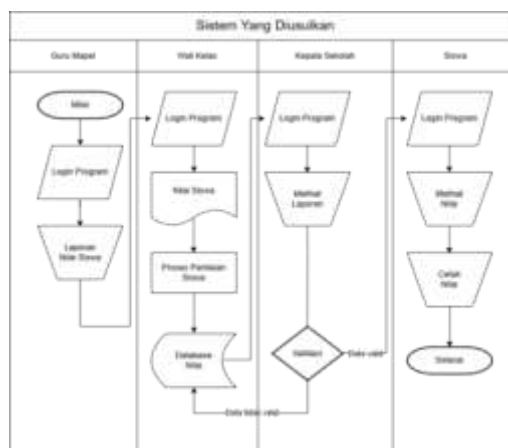 Sistem Yang Diusulkan
Guru Mapel
Wali Kelas
Kepala Sekolah
Siswa
Mulai
Login Program
Laporan
Nilai Siswa
Login Program
Nilai Siswa
Proses Penilaian
Siswa
Database
Nilai
Login Program
Melihat
Laporan
Validasi
Data valid
Data tidak valid
Login Program
Melihat
Nilai
Cetak
Nilai
Selesai